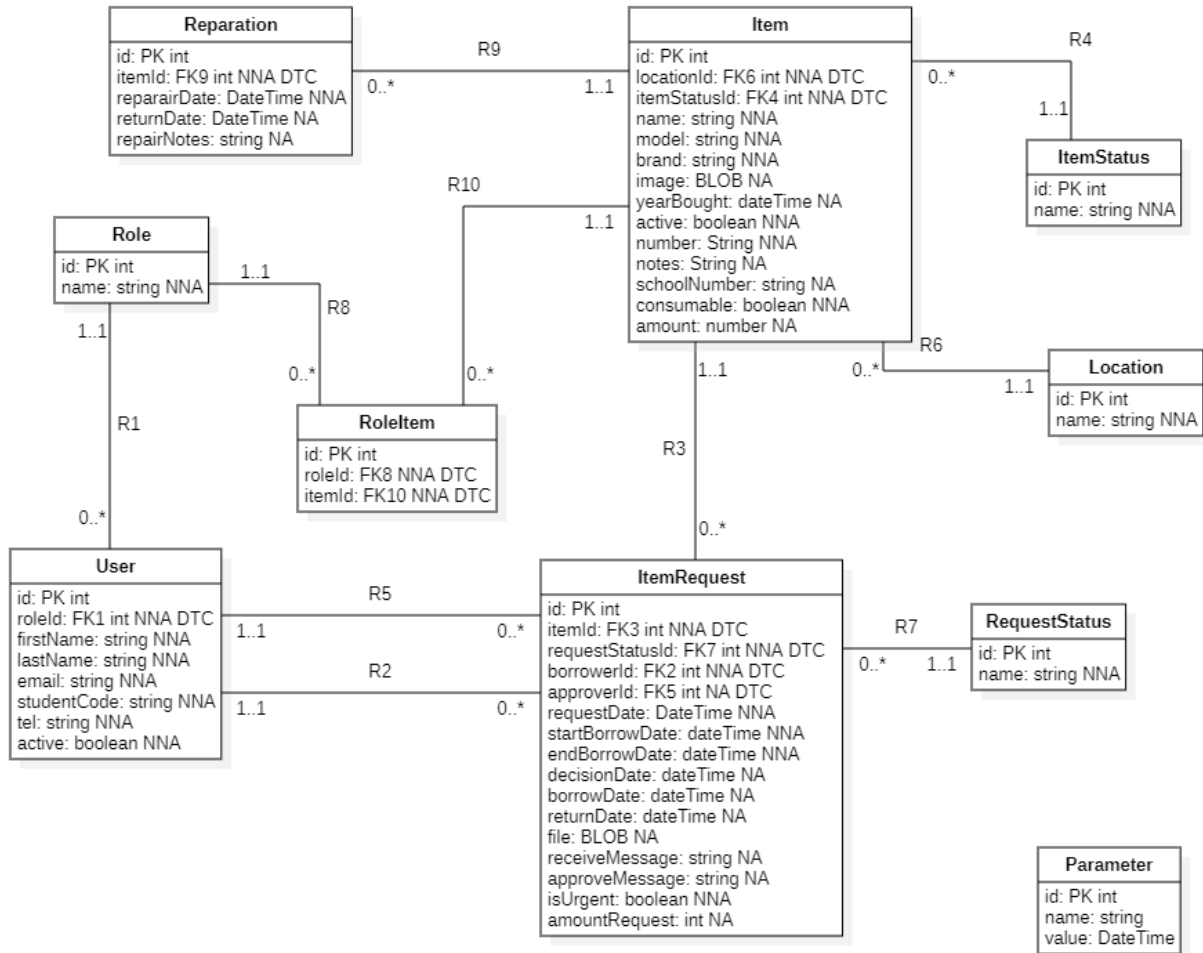 Reparation
id: PK int
itemId: FK9 int NNA DTC
reparairDate: DateTime NNA
returnDate: DateTime NA
repairNotes: string NA
R9
0..*
1..1
Item
id: PK int
locationId: FK6 int NNA DTC
itemStatusId: FK4 int NNA DTC
name: string NNA
model: string NNA
brand: string NNA
image: BLOB NA
yearBought: dateTime NA
active: boolean NNA
number: String NNA
notes: String NA
schoolNumber: string NA
consumable: boolean NNA
amount: number NA
R4
0..*
1..1
ItemStatus
id: PK int
name: string NNA
R10
1..1
0..*
Role
id: PK int
name: string NNA
1..1
R8
0..*
1..1
R1
0..*
RoleItem
id: PK int
roleId: FK8 NNA DTC
itemId: FK10 NNA DTC
1..1
R3
0..*
R6
0..*
1..1
Location
id: PK int
name: string NNA
User
id: PK int
roleId: FK1 int NNA DTC
firstName: string NNA
lastName: string NNA
email: string NNA
studentCode: string NNA
tel: string NNA
active: boolean NNA
R5
1..1
0..*
R2
1..1
0..*
ItemRequest
id: PK int
itemId: FK3 int NNA DTC
requestStatusId: FK7 int NNA DTC
borrowerId: FK2 int NNA DTC
approverId: FK5 int NA DTC
requestDate: DateTime NNA
startBorrowDate: dateTime NNA
endBorrowDate: dateTime NNA
decisionDate: dateTime NA
borrowDate: dateTime NA
returnDate: dateTime NA
file: BLOB NA
receiveMessage: string NA
approveMessage: string NA
isUrgent: boolean NNA
amountRequest: int NA
R7
0..*
1..1
RequestStatus
id: PK int
name: string NNA
Parameter
id: PK int
name: string
value: DateTime